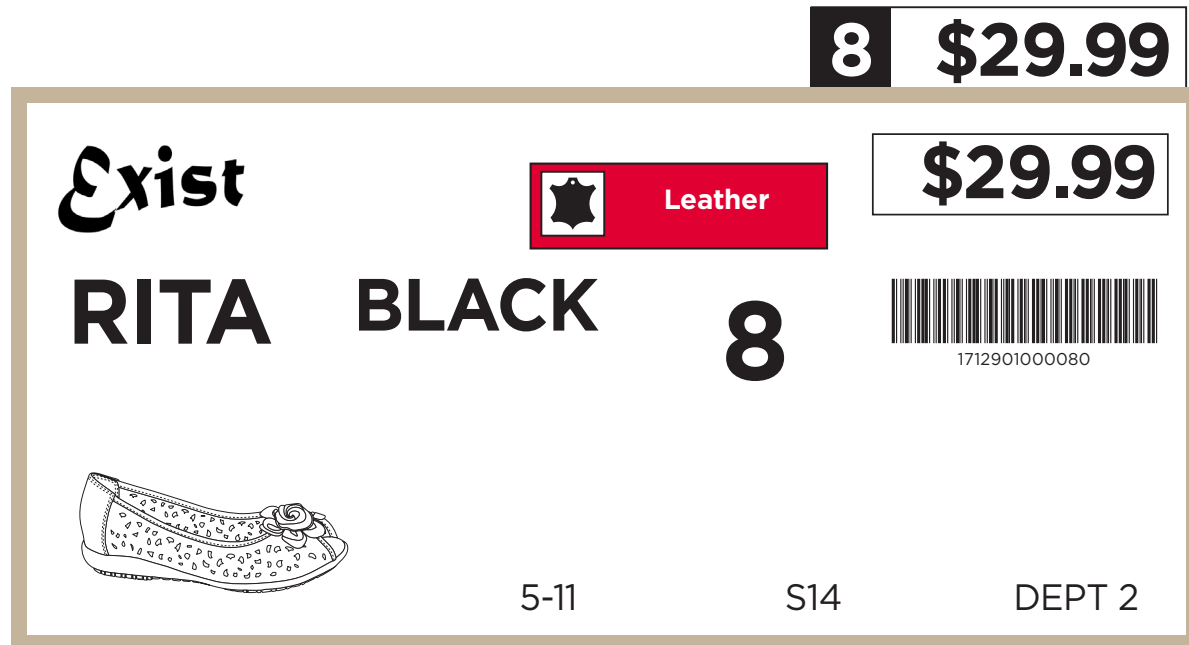 8 $29.99
Exist
Leather
$29.99
RITA BLACK 8
1712901000080
5-11 S14 DEPT 2